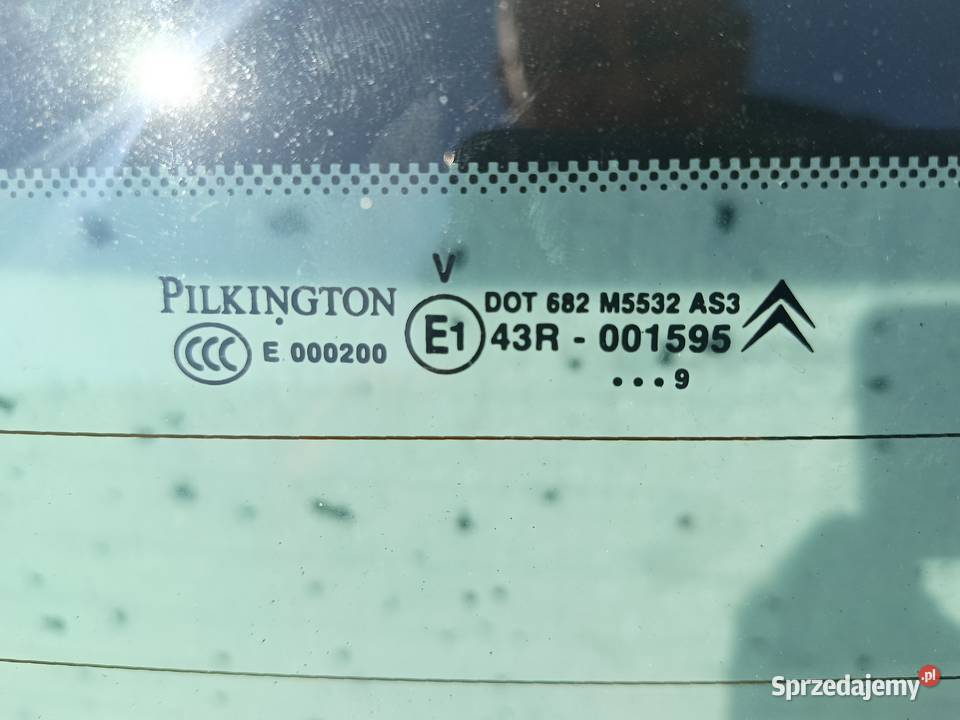 V
PILKINGTON
DOT 682 M5532 AS3
CCC E 000200
E1 43R - 001595
...9
Sprzedajemy.pl